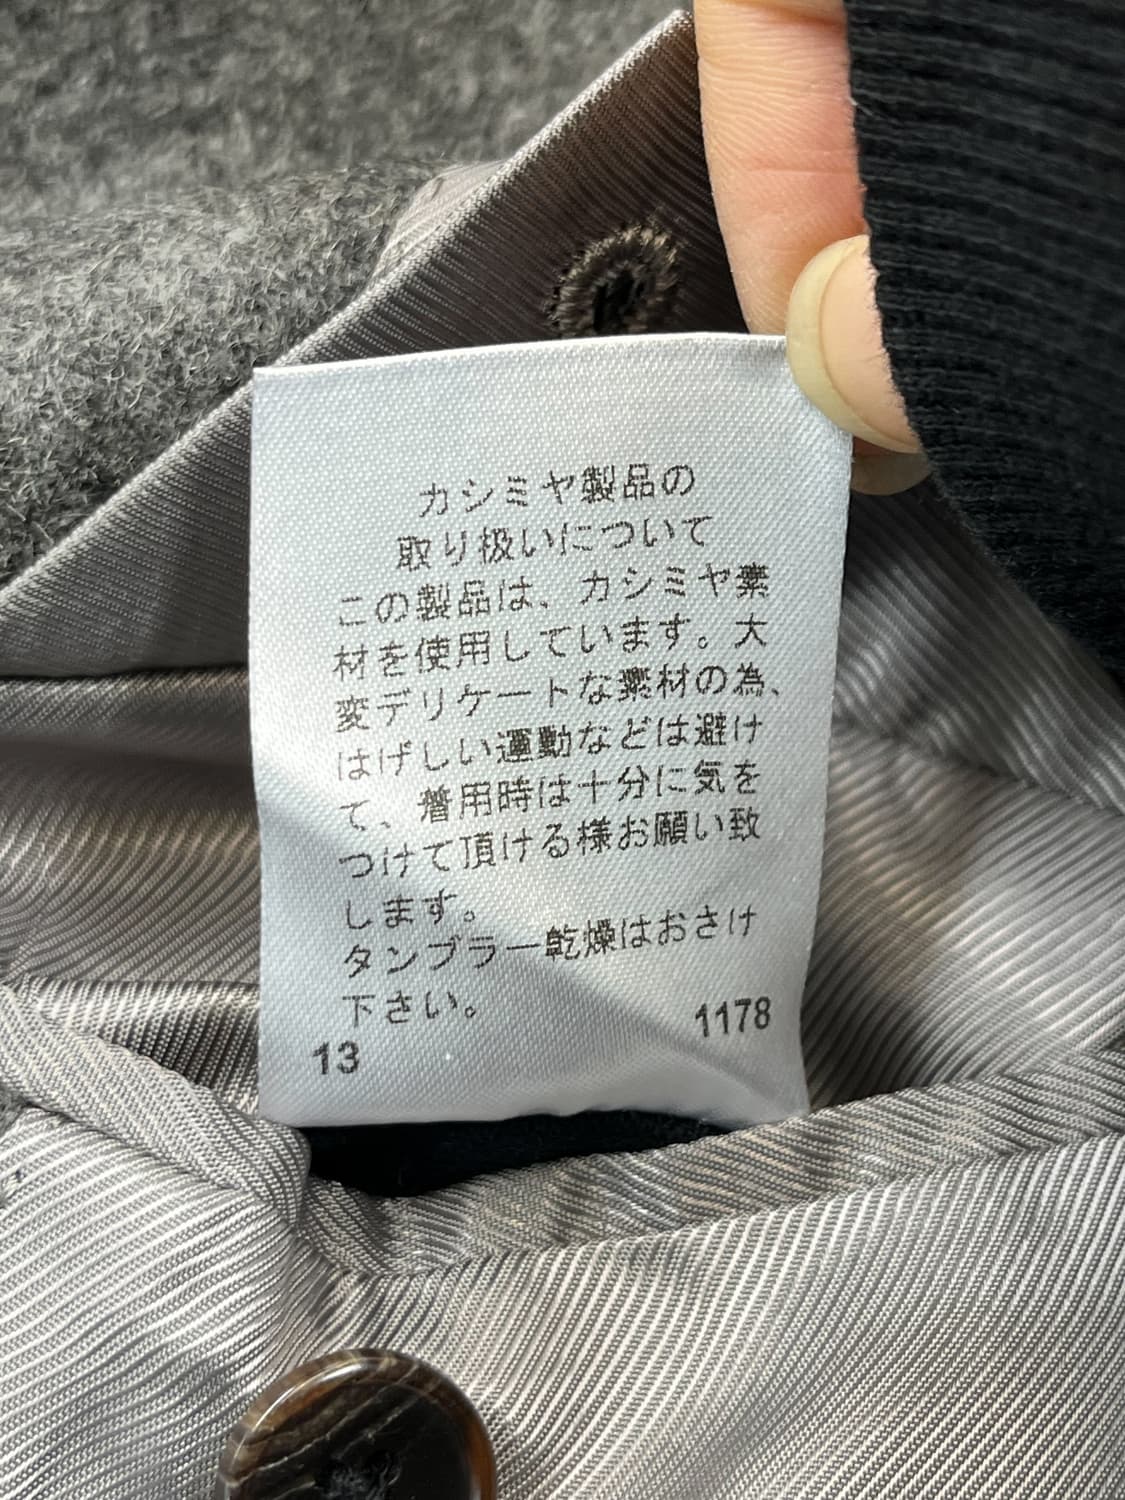 カシミヤ製品の
取り扱いについて
この製品は、カシミヤ素
材を使用しています。大
変デリケートな素材の為、
はげしい運動などは避け
て、着用時は十分に気を
つけて頂ける様お願い致
します。
タンブラー乾燥はおさけ
下さい。
13 1178